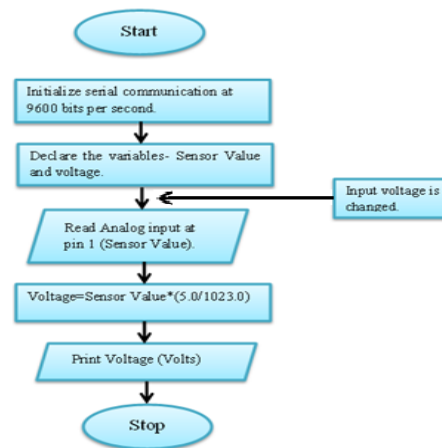 Start
Initialize serial communication at
9600 bits per second.
Declare the variables- Sensor Value
and voltage.
Input voltage is
changed.
Read Analog input at
pin 1 (Sensor Value).
Voltage=Sensor Value*(5.0/1023.0)
Print Voltage (Volts)
Stop